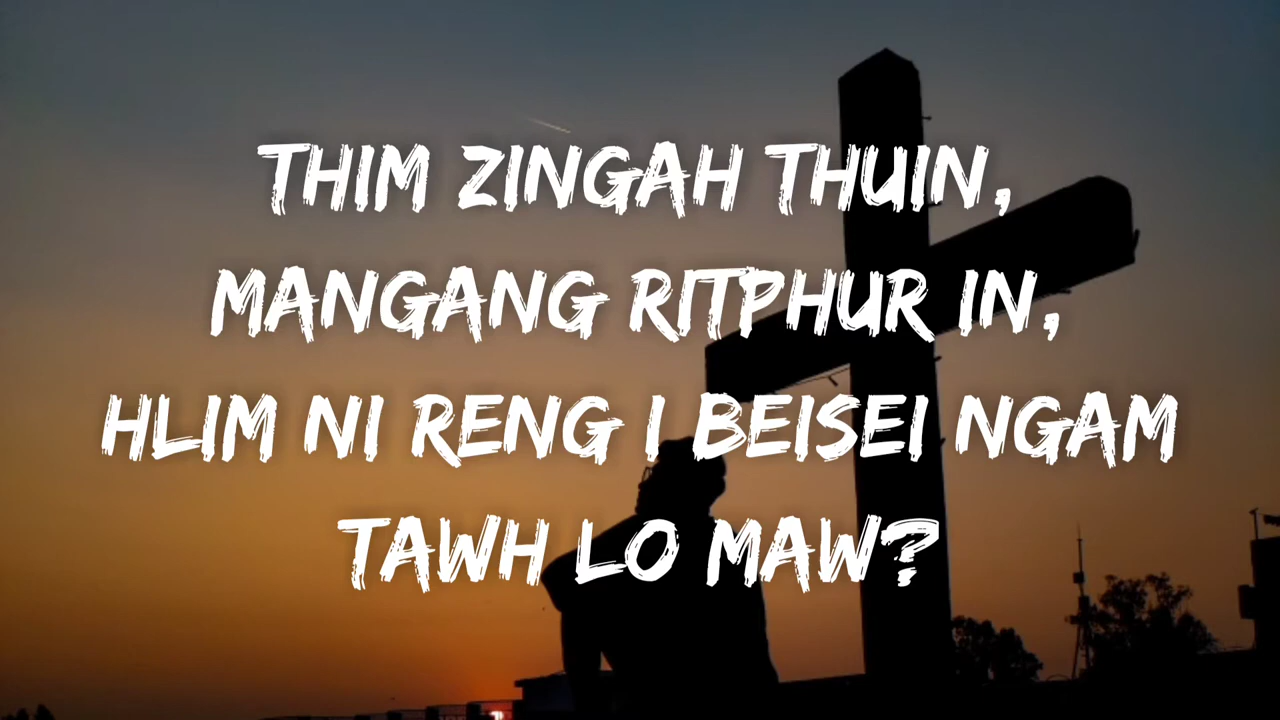 THIM ZINGAH THUIN,
MANGANG RITPHUR IN,
HLIM NI RENG I BEISEI NGAM
TAWH LO MAW?